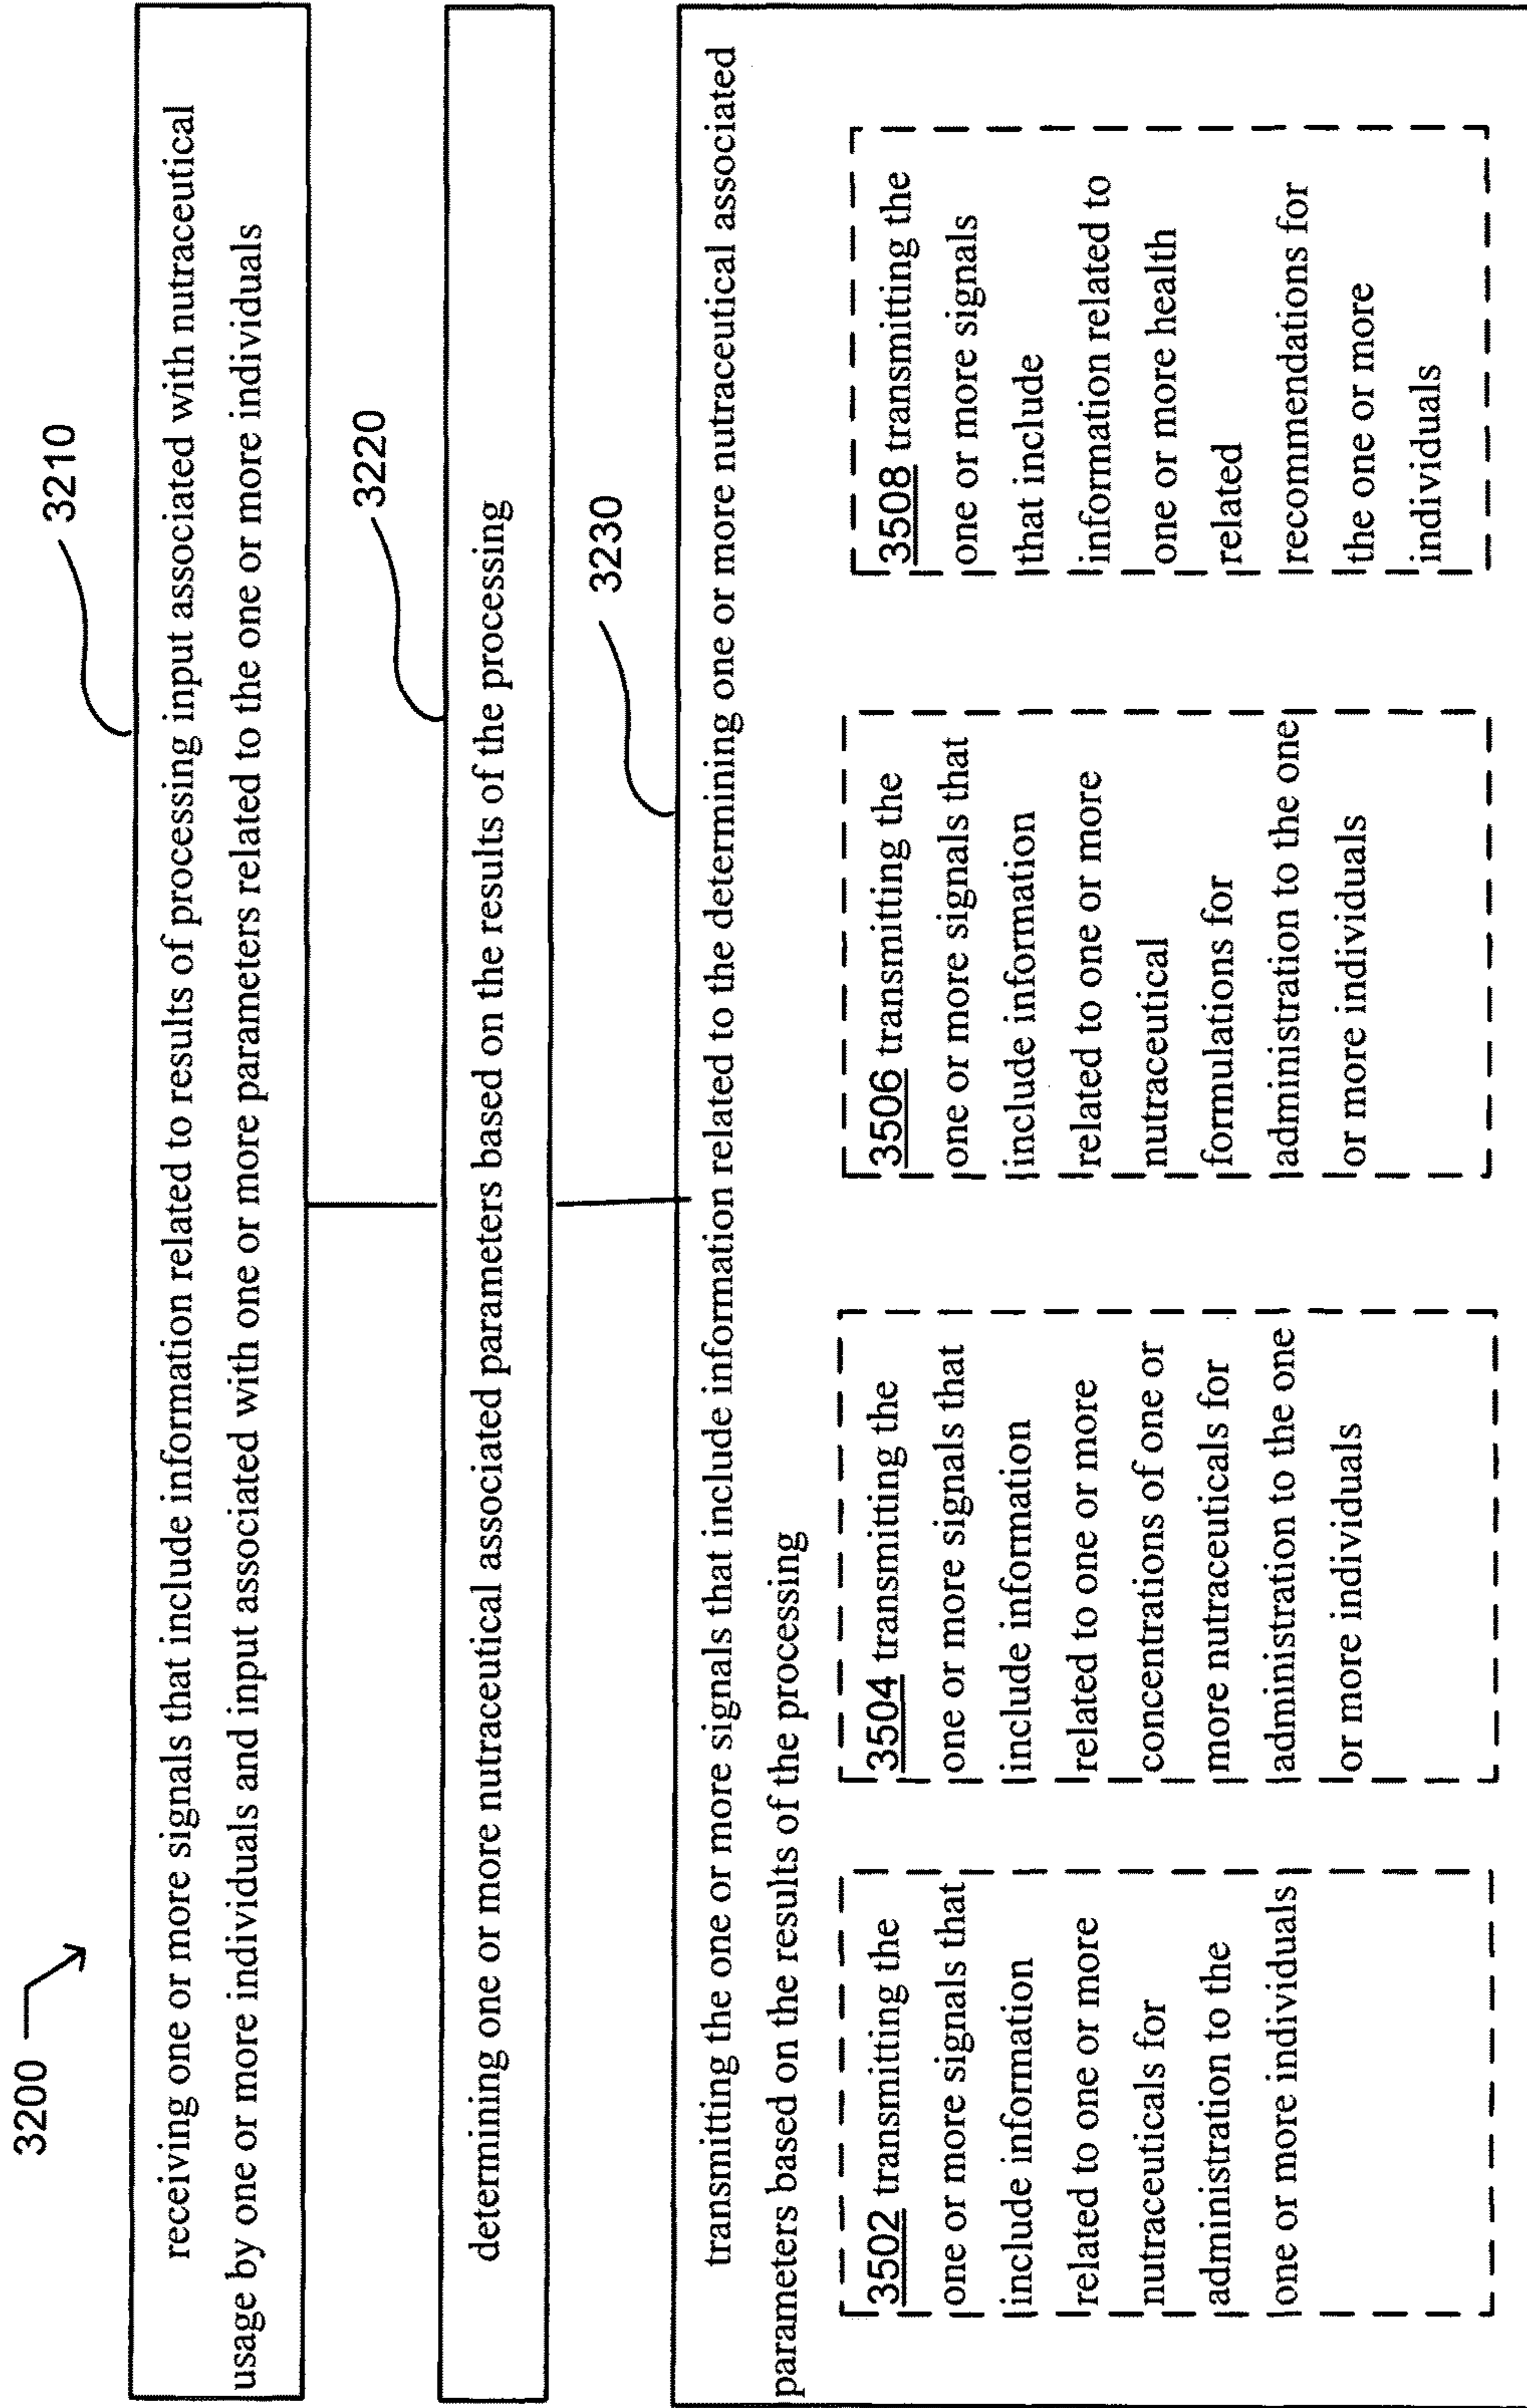 3200
3210
receiving one or more signals that include information related to results of processing input associated with nutraceutical
usage by one or more individuals and input associated with one or more parameters related to the one or more individuals
3220
determining one or more nutraceutical associated parameters based on the results of the processing
3230
transmitting the one or more signals that include information related to the determining one or more nutraceutical associated
parameters based on the results of the processing
3502 transmitting the
one or more signals that
include information
related to one or more
nutraceuticals for
administration to the
one or more individuals
3504 transmitting the
one or more signals that
include information
related to one or more
concentrations of one or
more nutraceuticals for
administration to the one
or more individuals
3506 transmitting the
one or more signals that
include information
related to one or more
nutraceutical
formulations for
administration to the one
or more individuals
3508 transmitting the
one or more signals
that include
information related to
one or more health
related
recommendations for
the one or more
individuals